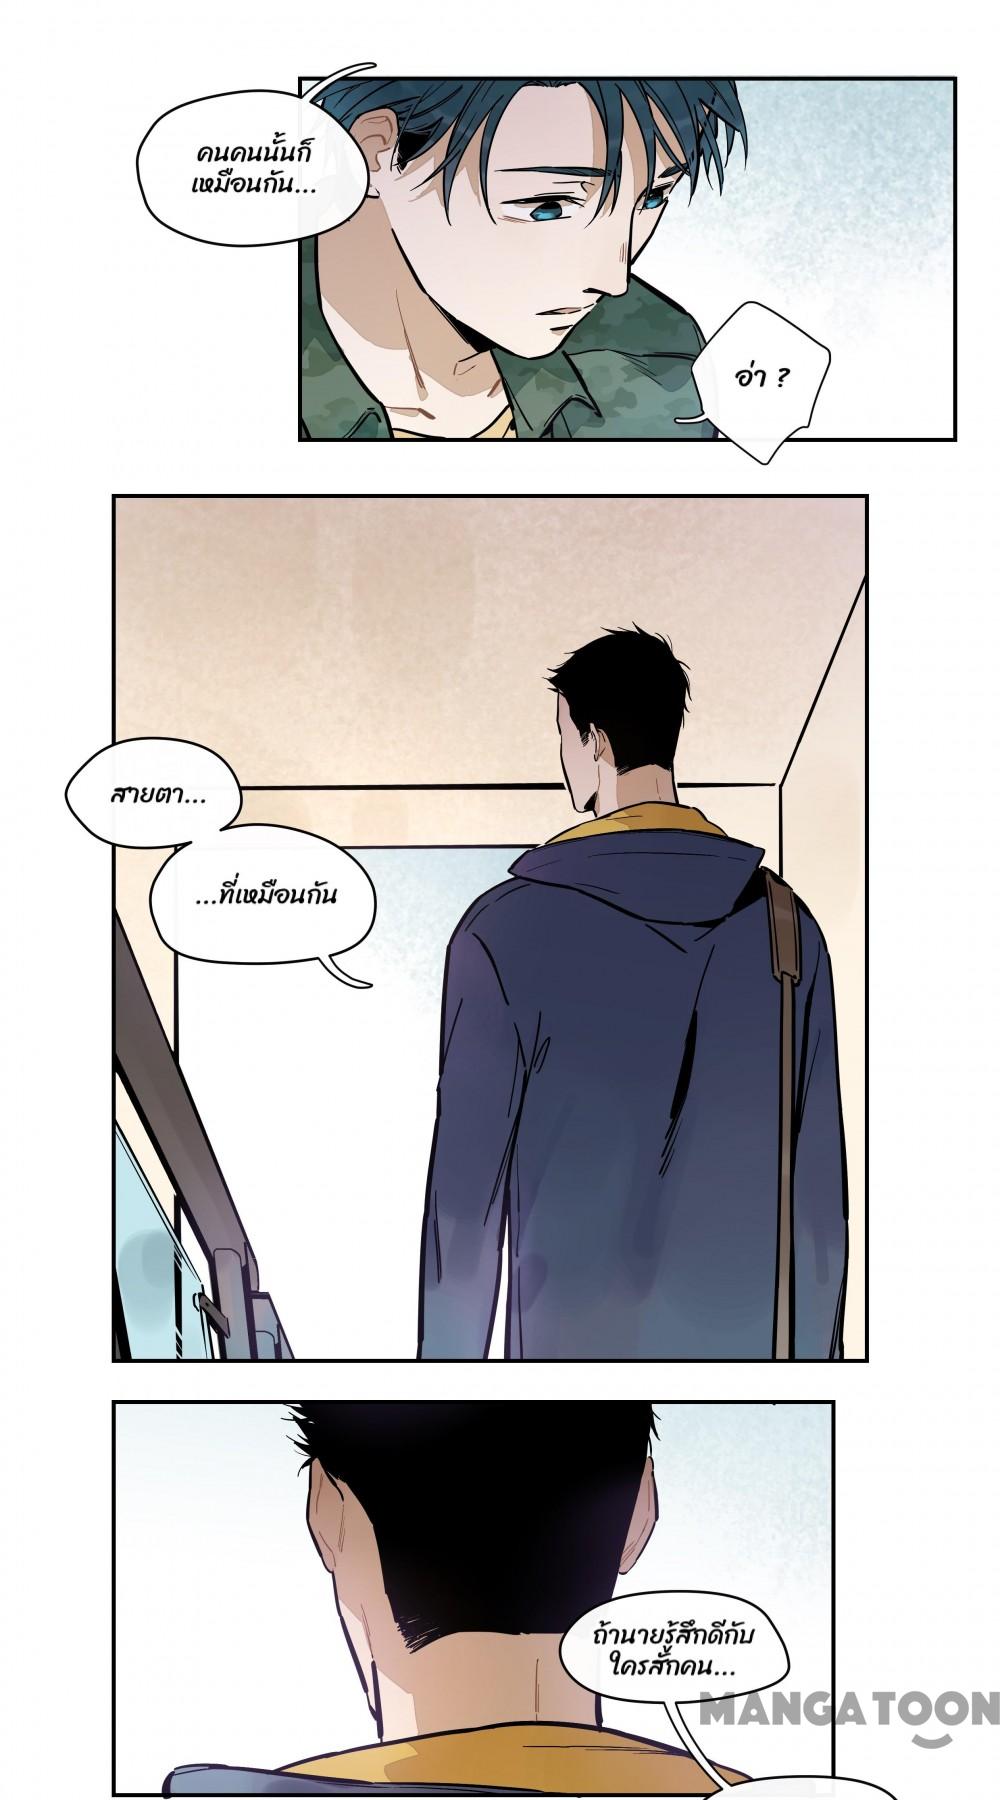 คนคนนั้นก็
เหมือนกัน...
อ่า ?
สายตา...
...ที่เหมือนกัน
ถ้านายรู้สึกดีกับ
ใครสักคน...
MANGATOON